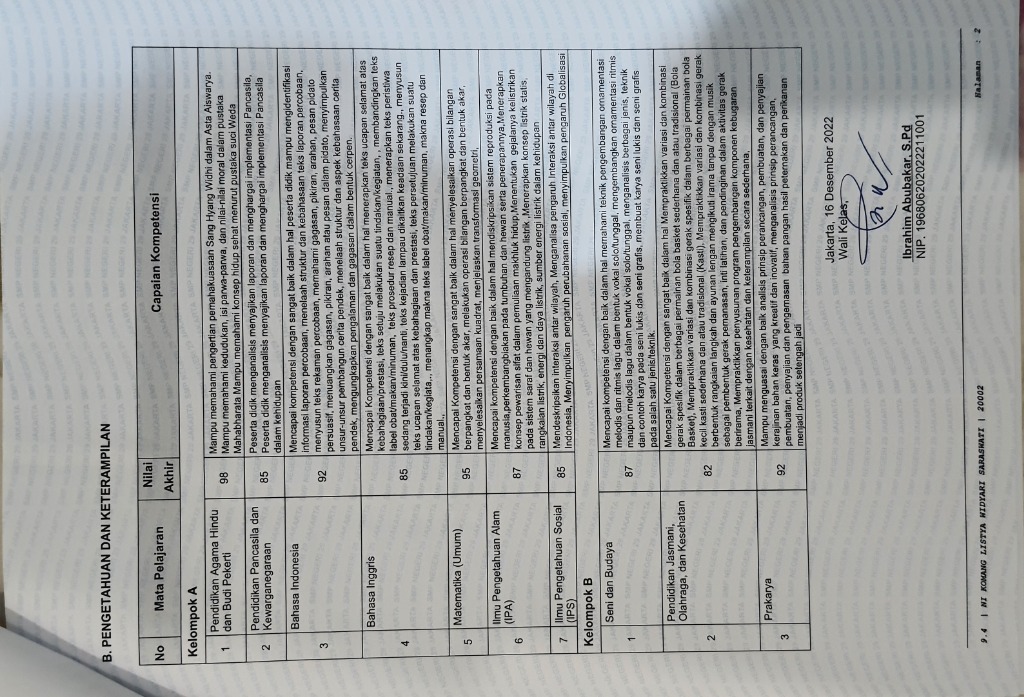 B. PENGETAHUAN DAN KETERAMPILAN
No Mata Pelajaran Nilai Akhir Capaian Kompetensi
Kelompok A
1 Pendidikan Agama Hindu dan Budi Pekerti 98
Mampu memahami pengertian pemahakuasaan Sang Hyang Widhi dalam Asta Aiswarya.
Mampu memahami kedudukan, isi parwa-parwa, dan nilai-nilai moral dalam pustaka
Mahabharata Mampu memahami konsep hidup sehat menurut pustaka suci Weda
2 Pendidikan Pancasila dan Kewarganegaraan 85
Peserta didik menganalisis menyajikan laporan dan menghargai implementasi Pancasila,
Peserta didik menganalisis menyajikan laporan dan menghargai implementasi Pancasila
dalam kehidupan
3 Bahasa Indonesia 92
Mencapai kompetensi dengan sangat baik dalam hal peserta didik mampu mengidentifikasi
informasi laporan percobaan, menelaah struktur dan kebahasaan teks laporan percobaan,
menyusun teks rekaman percobaan, memahami gagasan, pikiran, arahan, pesan pidato
persuasif, menuangkan gagasan, pikiran, arahan atau pesan dalam pidato, menyimpulkan
unsur-unsur pembangun cerita pendek, menelaah struktur dan aspek kebahasaan cerita
pendek, mengungkapkan pengalaman dan gagasan dalam bentuk cerpen.
4 Bahasa Inggris 85
Mencapai Kompetensi dengan sangat baik dalam hal menerapkan teks ucapan selamat atas
kebahagiaan/prestasi, teks setuju melakukan suatu tindakan/kegiatan, , membandingkan teks
label obat/makan/minuman, teks prosedur resep dan manual., menerapkan teks peristiwa
sedang terjadi kini/dulu/nanti, teks kejadian lampau dikaitkan keadaan sekarang., menyusun
teks ucapan selamat atas kebahagiaan dan prestasi, teks persetujuan melakukan suatu
tindakan/kegiata.., menangkap makna teks label obat/makan/minuman, makna resep dan
manual.,
5 Matematika (Umum) 95
Mencapai Kompetensi dengan sangat baik dalam hal menyelesaikan operasi bilangan
berpangkat dan bentuk akar, melakukan operasi bilangan berpangkat dan bentuk akar,
menyelesaikan persamaan kuadrat, menjelaskan transformasi geometri,
6 Ilmu Pengetahuan Alam (IPA) 87
Mencapai kompetensi dengan baik dalam hal mendeskripsikan sistem reproduksi pada
manusia,perkembangbiakan pada tumbuhan dan hewan serta penerapannya,Menerapkan
konsep pewarisan sifat dalam pemuliaan makhluk hidup,Menentukan gejalanya kelistrikan
pada sistem saraf dan hewan yang mengandung listrik ,Menerapkan konsep listrik statis,
rangkaian listrik, energi dan daya listrik, sumber energi listrik dalam kehidupan
7 Ilmu Pengetahuan Sosial (IPS) 85
Mendeskripsikan Interaksi antar wilayah, Menganalisa pengaruh Interaksi antar wilayah di
Indonesia, Menyimpulkan pengaruh perubahanan sosial, menyimpulkan pengaruh Globalisasi
Kelompok B
1 Seni dan Budaya 87
Mencapai kompetensi dengan baik dalam hal memahami teknik pengembangan ornamentasi
melodis dan ritmis lagu dalam bentuk vokal solo/tunggal, mengembangkan ornamentasi ritmis
maupun melodis lagu dalam bentuk vokal solo/tunggal, menganalisis berbagai jenis, teknik
dan contoh karya pada seni lukis dan seni grafis, membuat karya seni lukis dan seni grafis
pada salah satu jenis/teknik.
2 Pendidikan Jasmani, Olahraga, dan Kesehatan 82
Mencapai Kompetensi dengan sangat baik dalam hal Mempraktikkan variasi dan kombinasi
gerak spesifik dalam berbagai permainan bola basket sederhana dan atau tradisional (Bola
Basket), Mempraktikkan variasi dan kombinasi gerak spesifik dalam berbagai permainan bola
kecil kasti sederhana dan atau tradisional (Kasti), Mempraktikkan variasi dan kombinasi gerak
berbentuk rangkaian langkah dan ayunan lengan mengikuti irama tanpa/ dengan musik
sebagai pembentuk gerak pemanasan, inti latihan, dan pendinginan dalam aktivitas gerak
berirama, Mempraktikkan penyusunan program pengembangan komponen kebugaran
jasmani terkait dengan kesehatan dan keterampilan secara sederhana.
3 Prakarya 92
Mampu menguasai dengan baik analisis prinsip perancangan, pembuatan, dan penyajian
kerajinan bahan keras yang kreatif dan inovatif, menganalisis prinsip perancangan,
pembuatan, penyajian dan pengemasan bahan pangan hasil peternakan dan perikanan
menjadi produk setengah jadi
Jakarta, 16 Desember 2022
Wali Kelas,
Ibrahim Abubakar, S.Pd
NIP. 196806202022211001
9.4 | NI KOMANG LISTYA WIDYARI SARASWATI | 20002 Halaman : 2